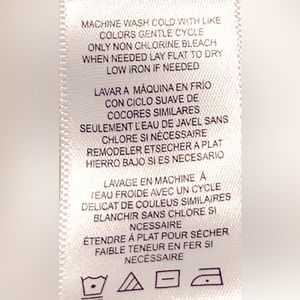 MACHINE WASH COLD WITH LIKE
COLORS GENTLE CYCLE
ONLY NON CHLORINE BLEACH
WHEN NEEDED LAY FLAT TO DRY
LOW IRON IF NEEDED
LAVAR A MÁQUINA EN FRÍO
CON CICLO SUAVE DE
COCORES SIMILARES
SEULEMENT L'EAU DE JAVEL SANS
CHLORE SI NÉCESSAIRE
REMODELER ETSECHER A PLAT
HIERRO BAJO SI ES NECESARIO
LAVAGE EN MACHINE À
L'EAU FROIDE AVEC UN CYCLE
DELICAT DE COULEUS SIMILAIRES
BLANCHIR SANS CHLORE SI
NCESSAIRE
ÉTENDRE À PLAT POUR SÉCHER
FAIBLE TENEUR EN FER SI
NECESSAIRE